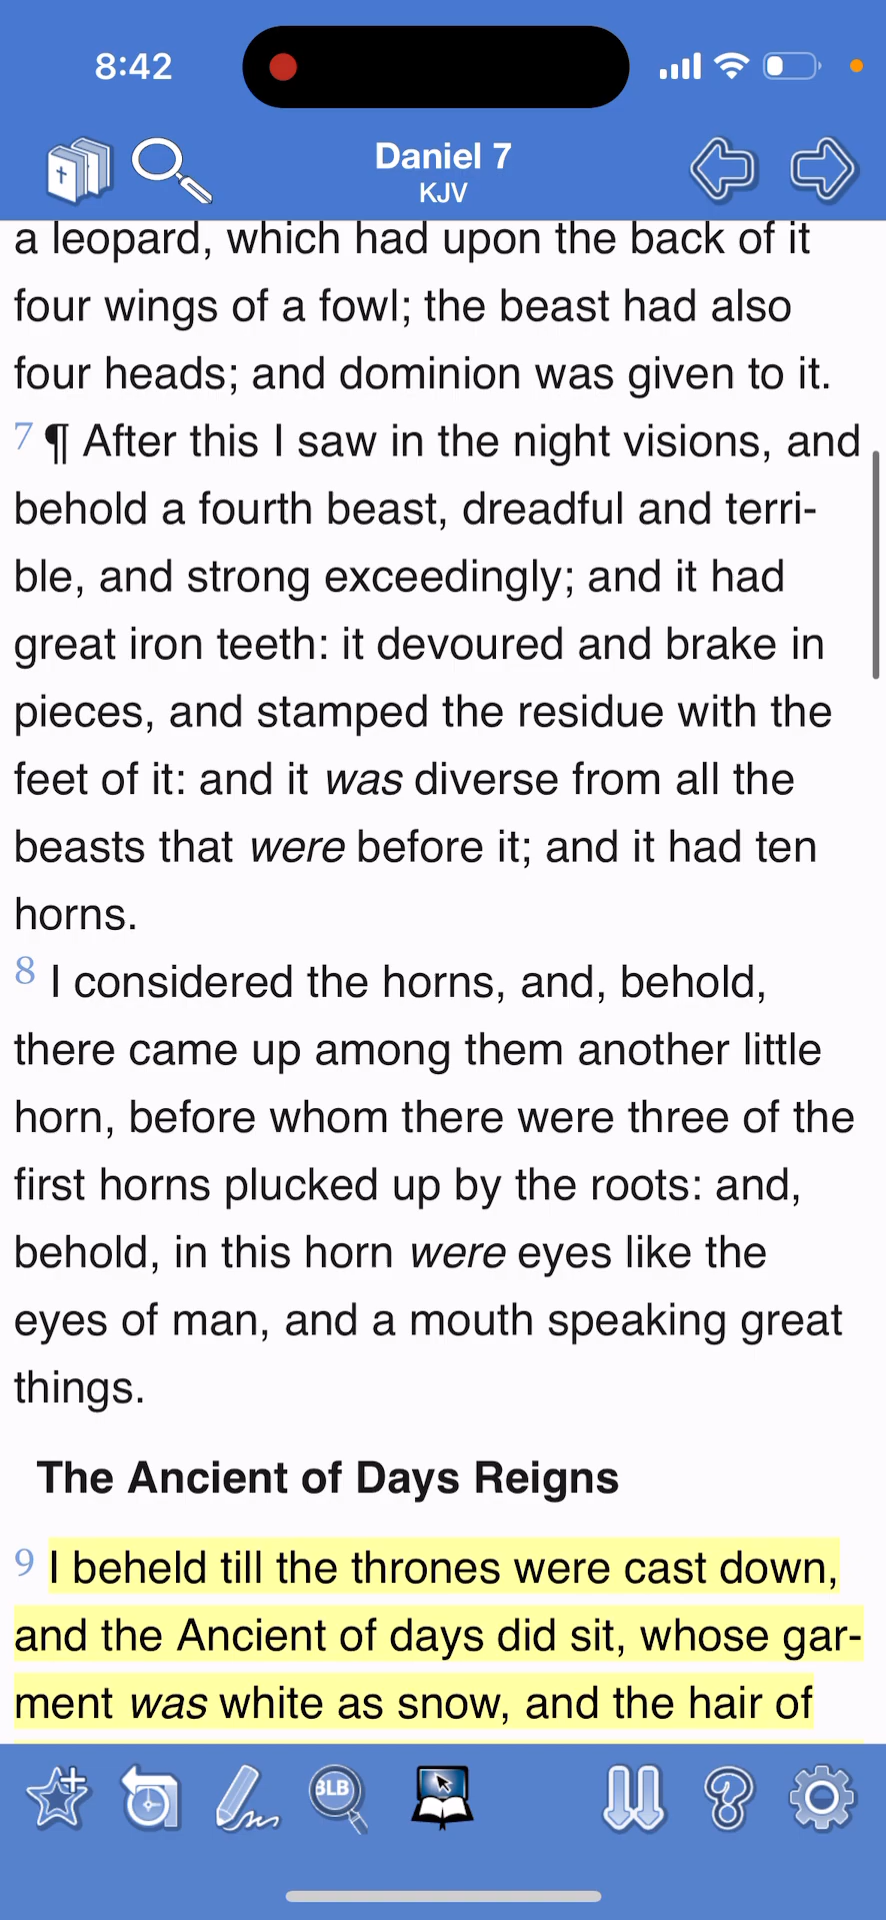 8:42
Daniel 7
KJV
a leopard, which had upon the back of it
four wings of a fowl; the beast had also
four heads; and dominion was given to it.
7 ¶ After this I saw in the night visions, and
behold a fourth beast, dreadful and terri-
ble, and strong exceedingly; and it had
great iron teeth: it devoured and brake in
pieces, and stamped the residue with the
feet of it: and it was diverse from all the
beasts that were before it; and it had ten
horns.
8 I considered the horns, and, behold,
there came up among them another little
horn, before whom there were three of the
first horns plucked up by the roots: and,
behold, in this horn were eyes like the
eyes of man, and a mouth speaking great
things.
The Ancient of Days Reigns
9 I beheld till the thrones were cast down,
and the Ancient of days did sit, whose gar-
ment was white as snow, and the hair of
BLB